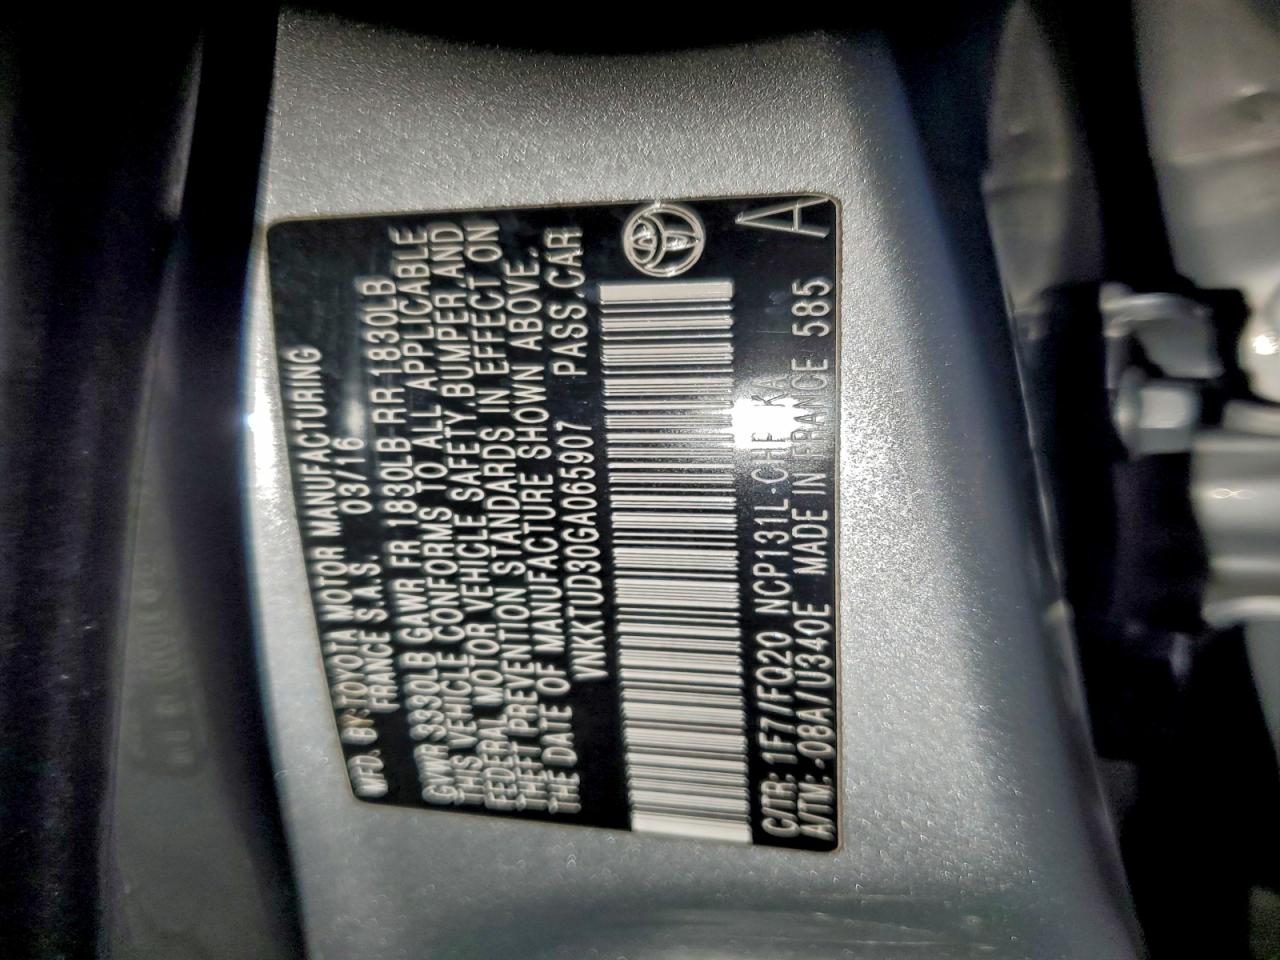 MFD. BY: TOYOTA MOTOR MANUFACTURING
FRANCE S.A.S. 03/16
GVWR 3330LB GAWR FR 1830LB RR 1830LB
THIS VEHICLE CONFORMS TO ALL APPLICABLE
FEDERAL MOTOR VEHICLE SAFETY, BUMPER AND
THEFT PREVENTION STANDARDS IN EFFECT ON
THE DATE OF MANUFACTURE SHOWN ABOVE.
VNKKTUD30GA065907 PASS.CAR
C/TR: 1F7/FQ20 NCP131L-CH KA
A/TM: -08A/U340E MADE IN FRANCE 585
A